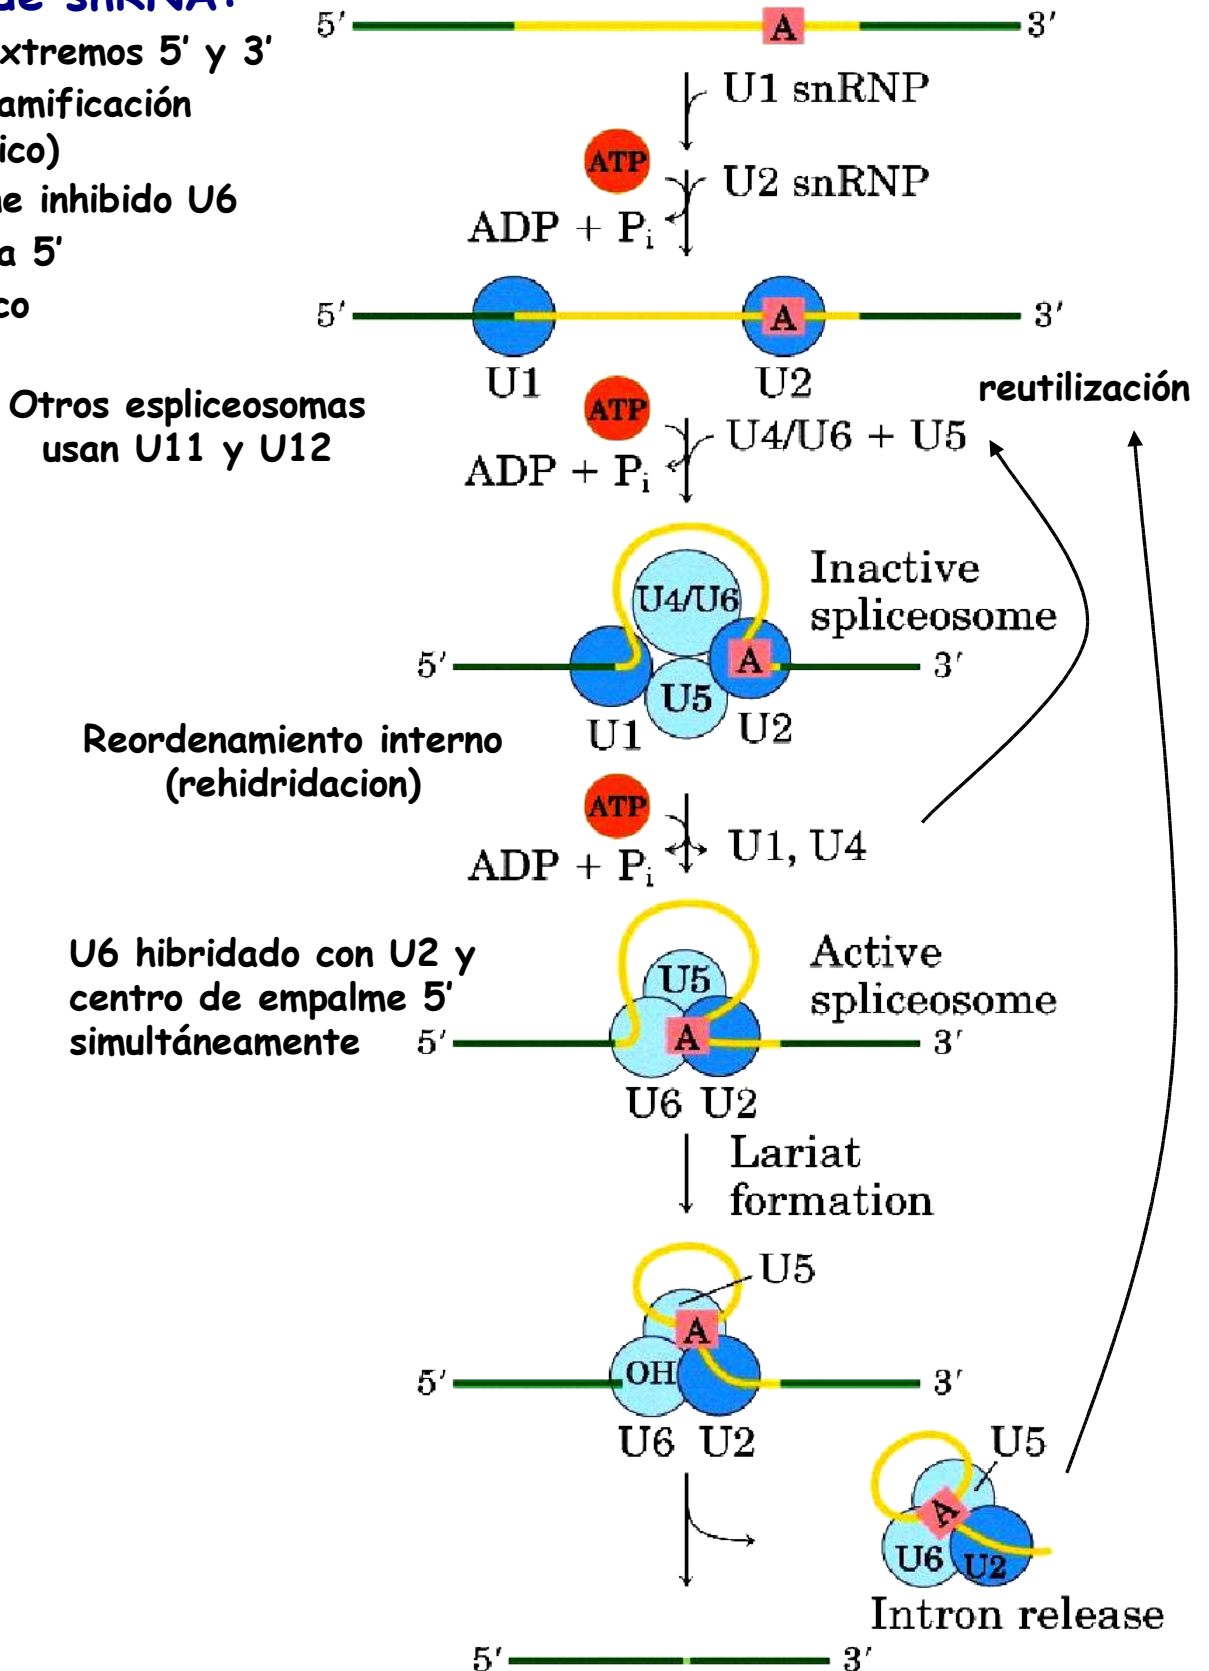 de snRNA:
xtremos 5′ y 3′
amificación
ico)
e inhibido U6
a 5′
co
5′ A 3′
U1 snRNP
ATP
U2 snRNP
ADP + Pi
5′ A 3′
U1 U2
reutilización
Otros espliceosomas
usan U11 y U12
ATP
U4/U6 + U5
ADP + Pi
Inactive
spliceosome
U4/U6
5′ A 3′
U5
U1 U2
Reordenamiento interno
(rehidridacion)
ATP
U1, U4
ADP + Pi
U6 hibridado con U2 y
centro de empalme 5′
simultáneamente
Active
spliceosome
U5
5′ A 3′
U6 U2
Lariat
formation
U5
A
5′ OH 3′
U6 U2
U5
A
U6 U2
Intron release
5′ 3′